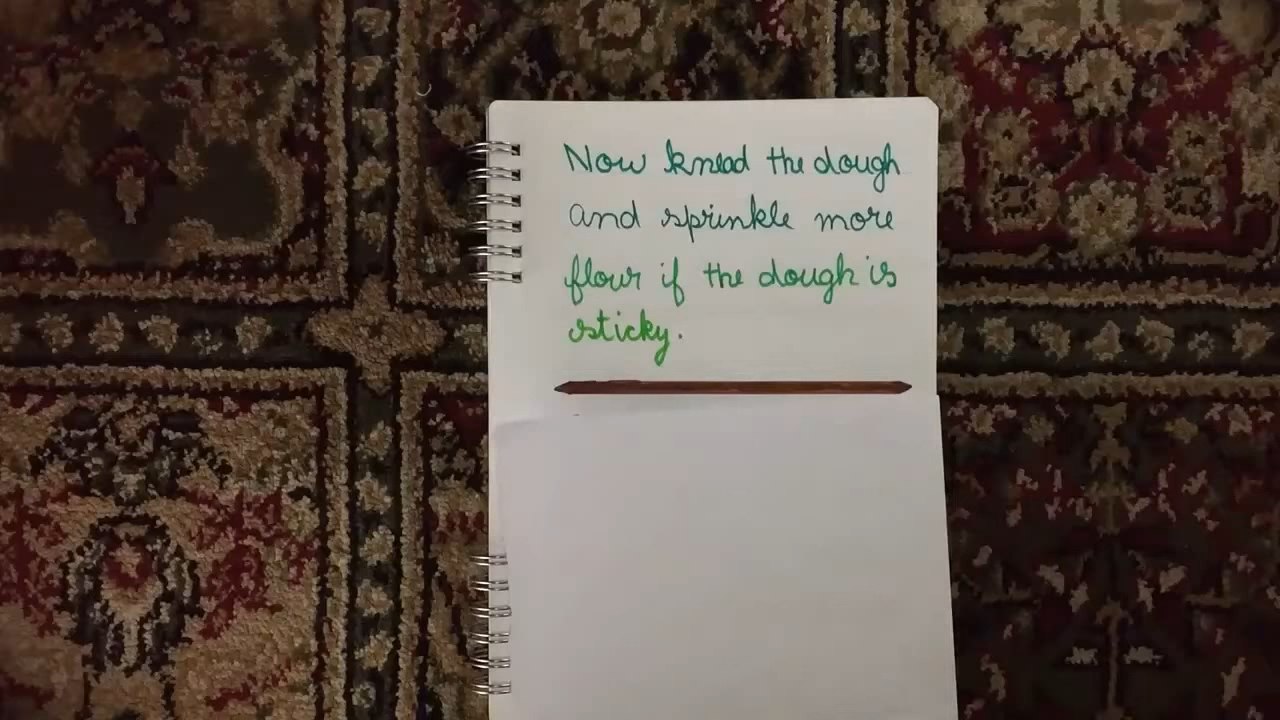 Now knead the dough
and sprinkle more
flour if the dough is
sticky.